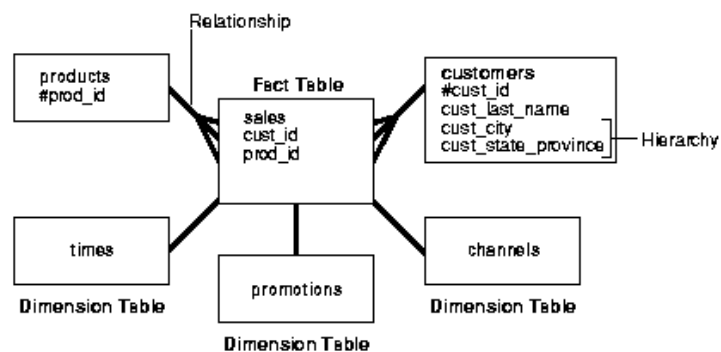 Relationship
products
#prod_id
Fact Table
sales
cust_id
prod_id
customers
#cust_id
cust_last_name
cust_city
cust_state_province
Hierarchy
times
Dimension Table
promotions
Dimension Table
channels
Dimension Table